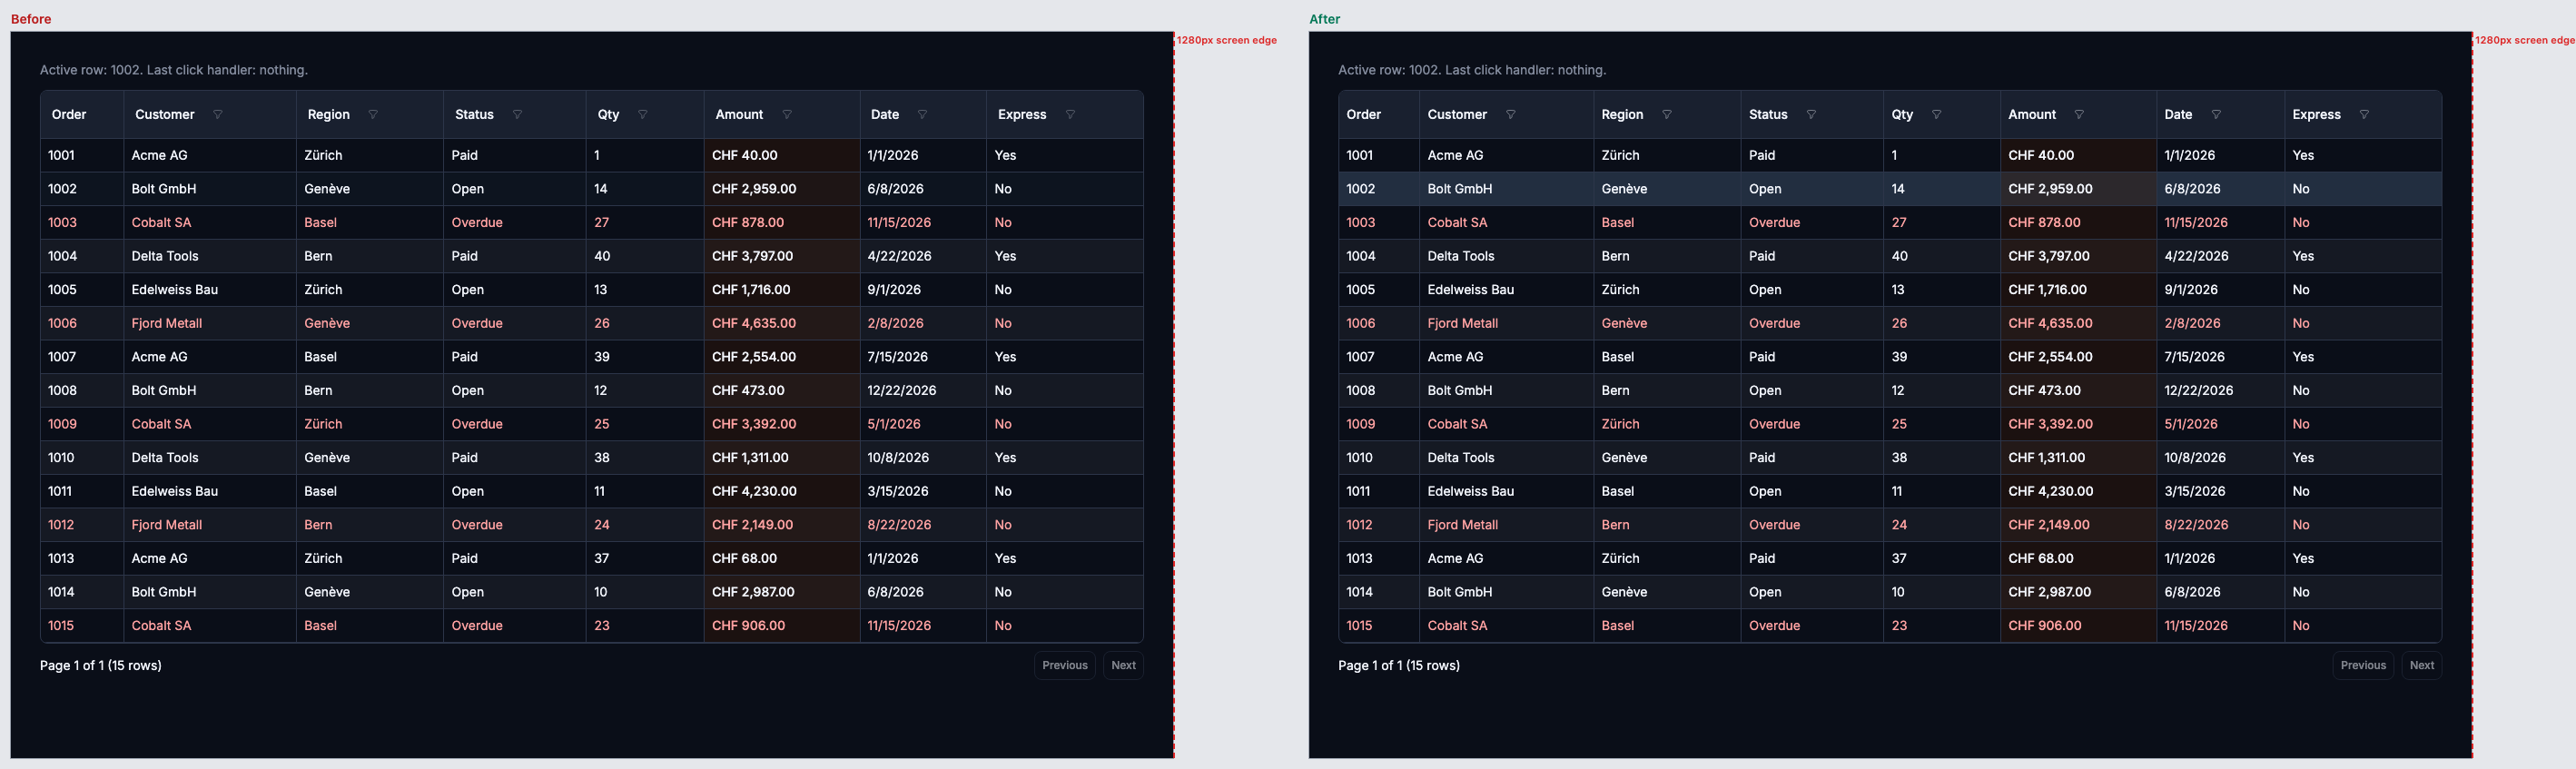 Before
1280px screen edge
Active row: 1002. Last click handler: nothing.
Order Customer Region Status Qty Amount Date Express
1001 Acme AG Zürich Paid 1 CHF 40.00 1/1/2026 Yes
1002 Bolt GmbH Genève Open 14 CHF 2,959.00 6/8/2026 No
1003 Cobalt SA Basel Overdue 27 CHF 878.00 11/15/2026 No
1004 Delta Tools Bern Paid 40 CHF 3,797.00 4/22/2026 Yes
1005 Edelweiss Bau Zürich Open 13 CHF 1,716.00 9/1/2026 No
1006 Fjord Metall Genève Overdue 26 CHF 4,635.00 2/8/2026 No
1007 Acme AG Basel Paid 39 CHF 2,554.00 7/15/2026 Yes
1008 Bolt GmbH Bern Open 12 CHF 473.00 12/22/2026 No
1009 Cobalt SA Zürich Overdue 25 CHF 3,392.00 5/1/2026 No
1010 Delta Tools Genève Paid 38 CHF 1,311.00 10/8/2026 Yes
1011 Edelweiss Bau Basel Open 11 CHF 4,230.00 3/15/2026 No
1012 Fjord Metall Bern Overdue 24 CHF 2,149.00 8/22/2026 No
1013 Acme AG Zürich Paid 37 CHF 68.00 1/1/2026 Yes
1014 Bolt GmbH Genève Open 10 CHF 2,987.00 6/8/2026 No
1015 Cobalt SA Basel Overdue 23 CHF 906.00 11/15/2026 No
Page 1 of 1 (15 rows) Previous Next
After
1280px screen edge
Active row: 1002. Last click handler: nothing.
Order Customer Region Status Qty Amount Date Express
1001 Acme AG Zürich Paid 1 CHF 40.00 1/1/2026 Yes
1002 Bolt GmbH Genève Open 14 CHF 2,959.00 6/8/2026 No
1003 Cobalt SA Basel Overdue 27 CHF 878.00 11/15/2026 No
1004 Delta Tools Bern Paid 40 CHF 3,797.00 4/22/2026 Yes
1005 Edelweiss Bau Zürich Open 13 CHF 1,716.00 9/1/2026 No
1006 Fjord Metall Genève Overdue 26 CHF 4,635.00 2/8/2026 No
1007 Acme AG Basel Paid 39 CHF 2,554.00 7/15/2026 Yes
1008 Bolt GmbH Bern Open 12 CHF 473.00 12/22/2026 No
1009 Cobalt SA Zürich Overdue 25 CHF 3,392.00 5/1/2026 No
1010 Delta Tools Genève Paid 38 CHF 1,311.00 10/8/2026 Yes
1011 Edelweiss Bau Basel Open 11 CHF 4,230.00 3/15/2026 No
1012 Fjord Metall Bern Overdue 24 CHF 2,149.00 8/22/2026 No
1013 Acme AG Zürich Paid 37 CHF 68.00 1/1/2026 Yes
1014 Bolt GmbH Genève Open 10 CHF 2,987.00 6/8/2026 No
1015 Cobalt SA Basel Overdue 23 CHF 906.00 11/15/2026 No
Page 1 of 1 (15 rows) Previous Next